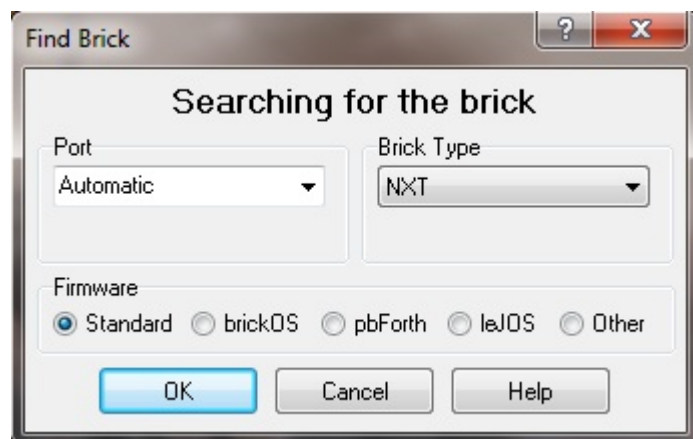 Find Brick
?
X
Searching for the brick
Port
Brick Type
Automatic
NXT
Firmware
Standard brickOS pbForth leJOS Other
OK Cancel Help